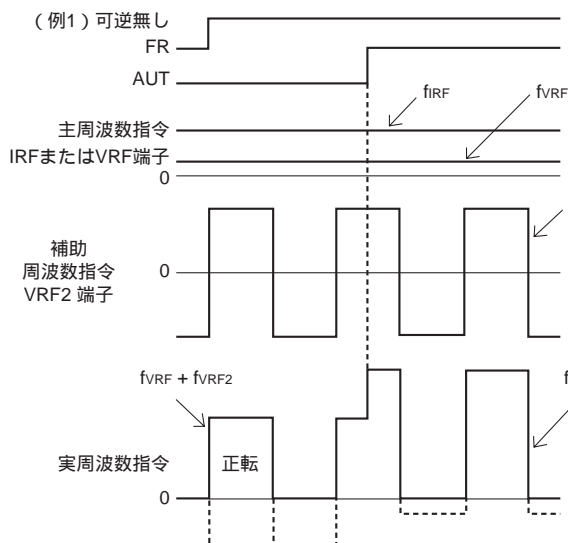 （例1）可逆無し
FR
AUT
fIRF
fVRF
主周波数指令
IRFまたはVRF端子
0
補助
周波数指令
VRF2 端子
0
fVRF + fVRF2
f
実周波数指令
正転
0